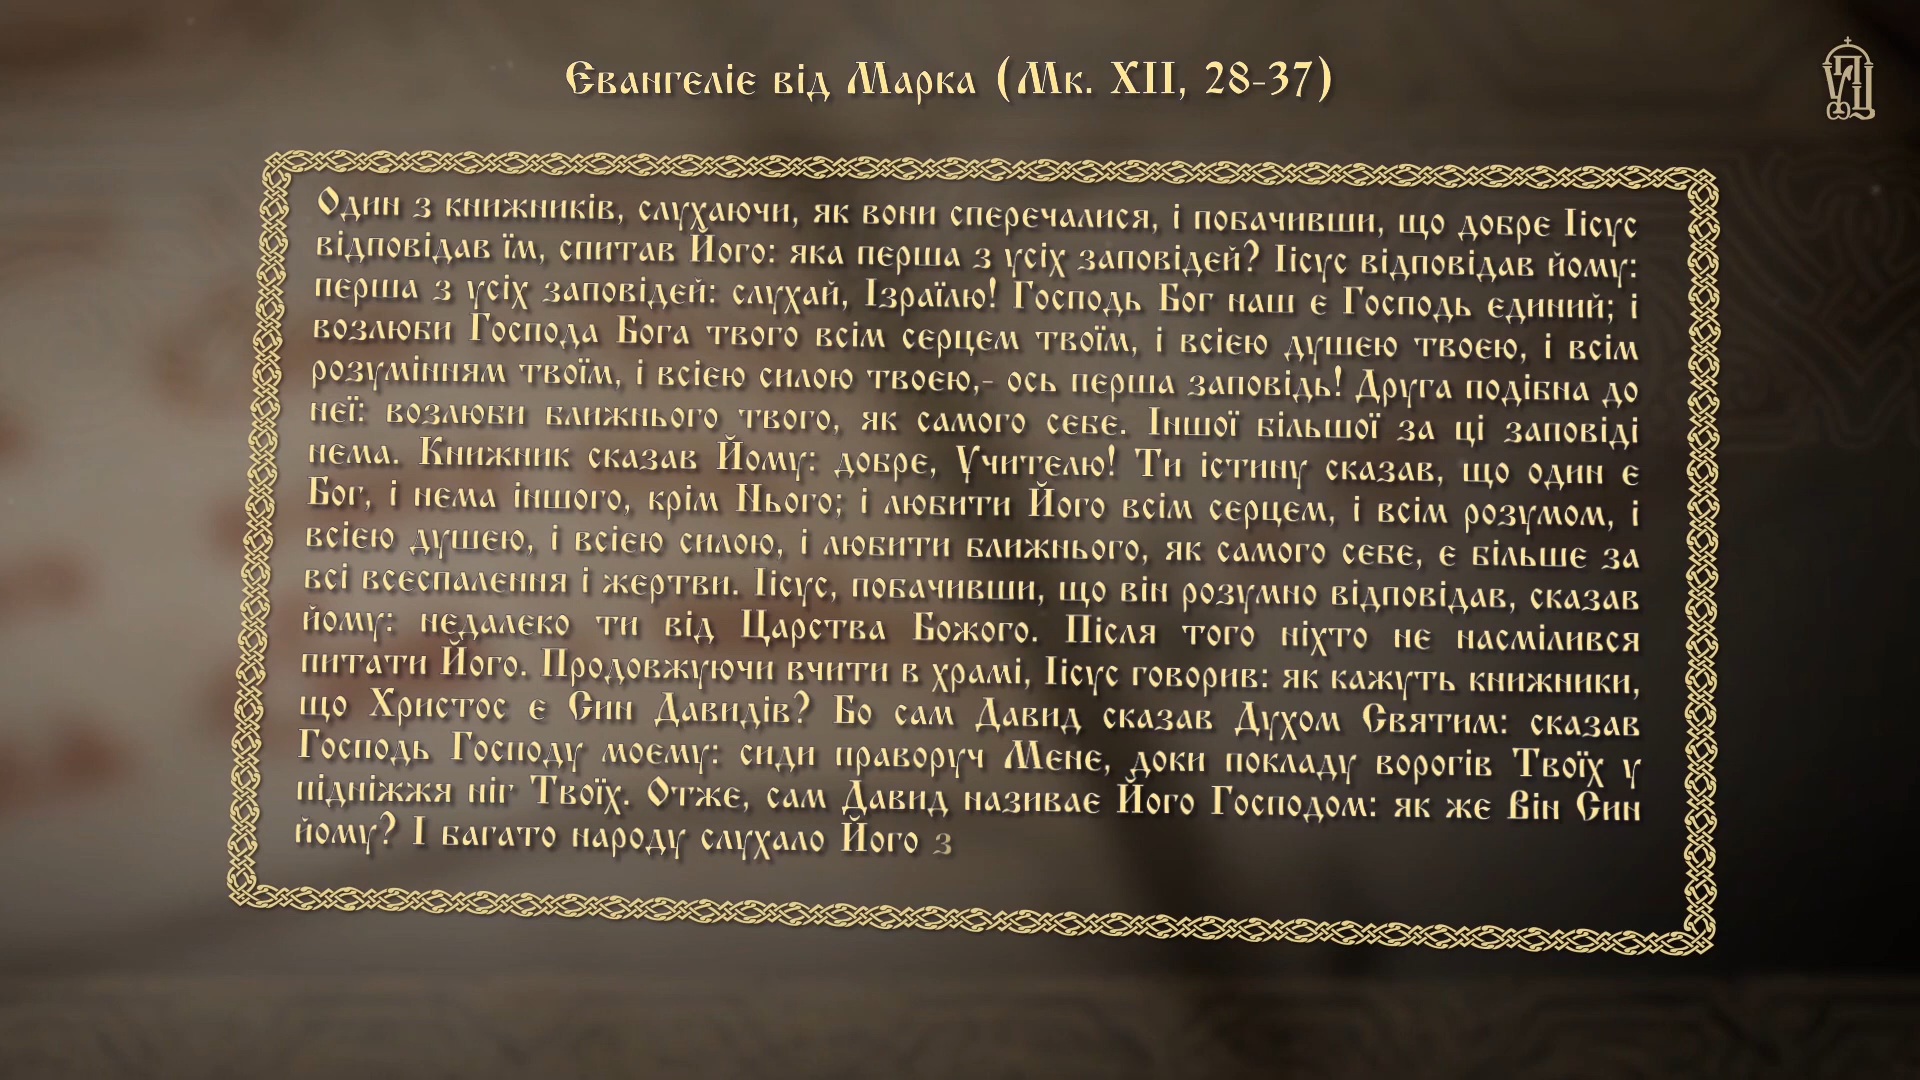 Євангеліє від Марка (Мк. XII, 28-37)
Один з книжників, слухаючи, як вони сперечалися, і побачивши, що добре Іісус
відповідав їм, спитав Його: яка перша з усіх заповідей? Іісус відповідав йому:
перша з усіх заповідей: слухай, Ізраїлю! Господь Бог наш є Господь єдиний; і
возлюби Господа Бога твого всім серцем твоїм, і всією душею твоєю, і всім
розумінням твоїм, і всією силою твоєю,- ось перша заповідь! Друга подібна до
неї: возлюби ближнього твого, як самого себе. Іншої більшої за ці заповіді
нема. Книжник сказав Йому: добре, Учителю! Ти істину сказав, що один є
Бог, і нема іншого, крім Нього; і любити Його всім серцем, і всім розумом, і
всією душею, і всією силою, і любити ближнього, як самого себе, є більше за
всі всеспалення і жертви. Іісус, побачивши, що він розумно відповідав, сказав
йому: недалеко ти від Царства Божого. Після того ніхто не насмілився
питати Його. Продовжуючи вчити в храмі, Іісус говорив: як кажуть книжники,
що Христос є Син Давидів? Бо сам Давид сказав Духом Святим: сказав
Господь Господу моєму: сиди праворуч Мене, доки покладу ворогів Твоїх у
підніжжя ніг Твоїх. Отже, сам Давид називає Його Господом: як же Він Син
йому? І багато народу слухало Його з